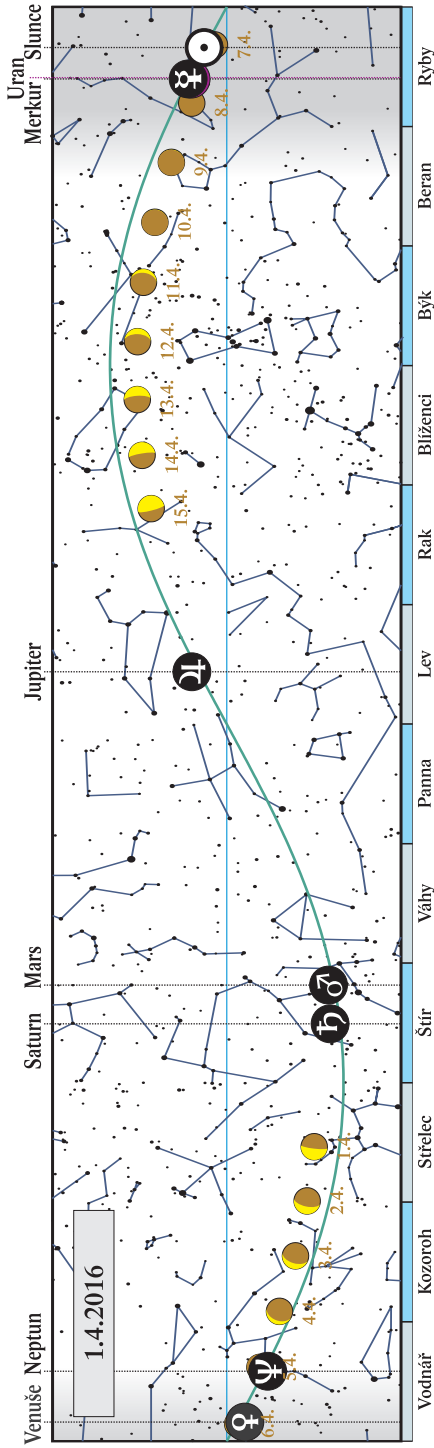 Venuše Neptun Saturn Mars Jupiter Merkur Uran Slunce
1.4.2016
6.4. 5.4. 4.4. 3.4. 2.4. 1.4. 15.4. 14.4. 13.4. 12.4. 11.4. 10.4. 9.4. 8.4. 7.4.
Vodnář Kozoroh Střelec Štír Váhy Panna Lev Rak Blíženci Býk Beran Ryby